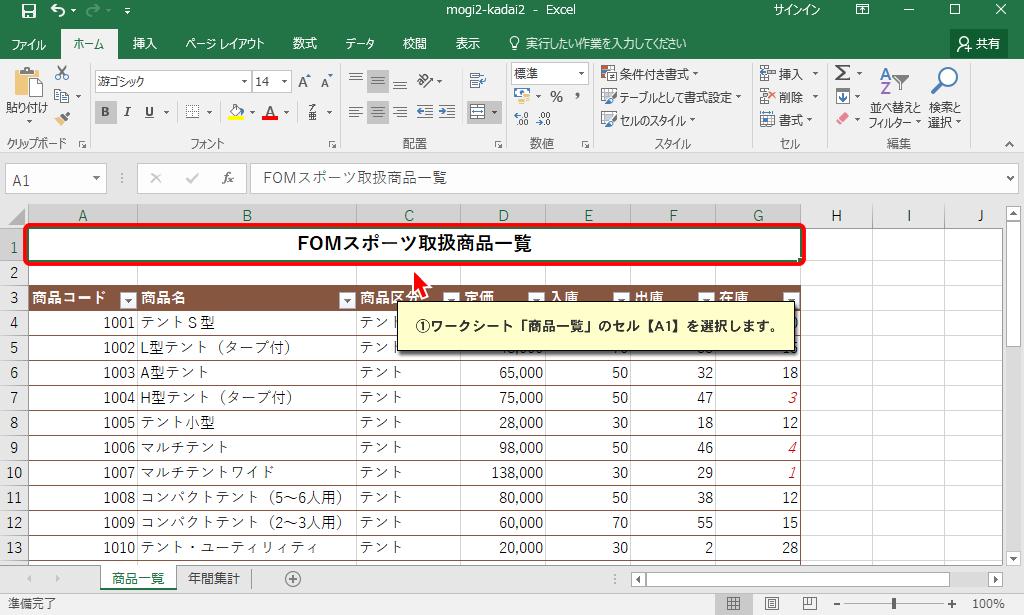 mogi2-kadai2 - Excel
サインイン
ファイル ホーム 挿入 ページ レイアウト 数式 データ 校閲 表示 実行したい作業を入力してください 共有
貼り付け
クリップボード
游ゴシック 14 A A
B I U A
フォント
配置
標準
% ,
数値
条件付き書式
テーブルとして書式設定
セルのスタイル
スタイル
挿入
削除
書式
セル
Σ
並べ替えと
フィルター
検索と
選択
編集
A1 fx FOMスポーツ取扱商品一覧
A B C D E F G H I J
1 FOMスポーツ取扱商品一覧
2
3 商品コード 商品名 商品区分 定価 入庫 出庫 在庫
①ワークシート「商品一覧」のセル【A1】を選択します。
4 1001 テントS型
5 1002 L型テント（タープ付）
6 1003 A型テント テント 65,000 50 32 18
7 1004 H型テント（タープ付） テント 75,000 50 47 3
8 1005 テント小型 テント 28,000 30 18 12
9 1006 マルチテント テント 98,000 50 46 4
10 1007 マルチテントワイド テント 138,000 30 29 1
11 1008 コンパクトテント（5～6人用） テント 80,000 50 38 12
12 1009 コンパクトテント（2～3人用） テント 60,000 70 55 15
13 1010 テント・ユーティリィティ テント 20,000 30 2 28
商品一覧 年間集計
準備完了 100%